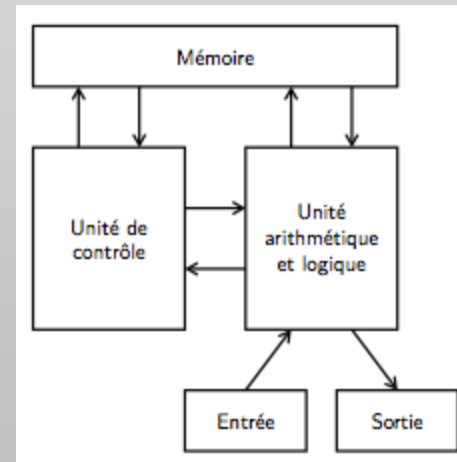 Mémoire
Unité de
contrôle
Unité
arithmétique
et logique
Entrée
Sortie